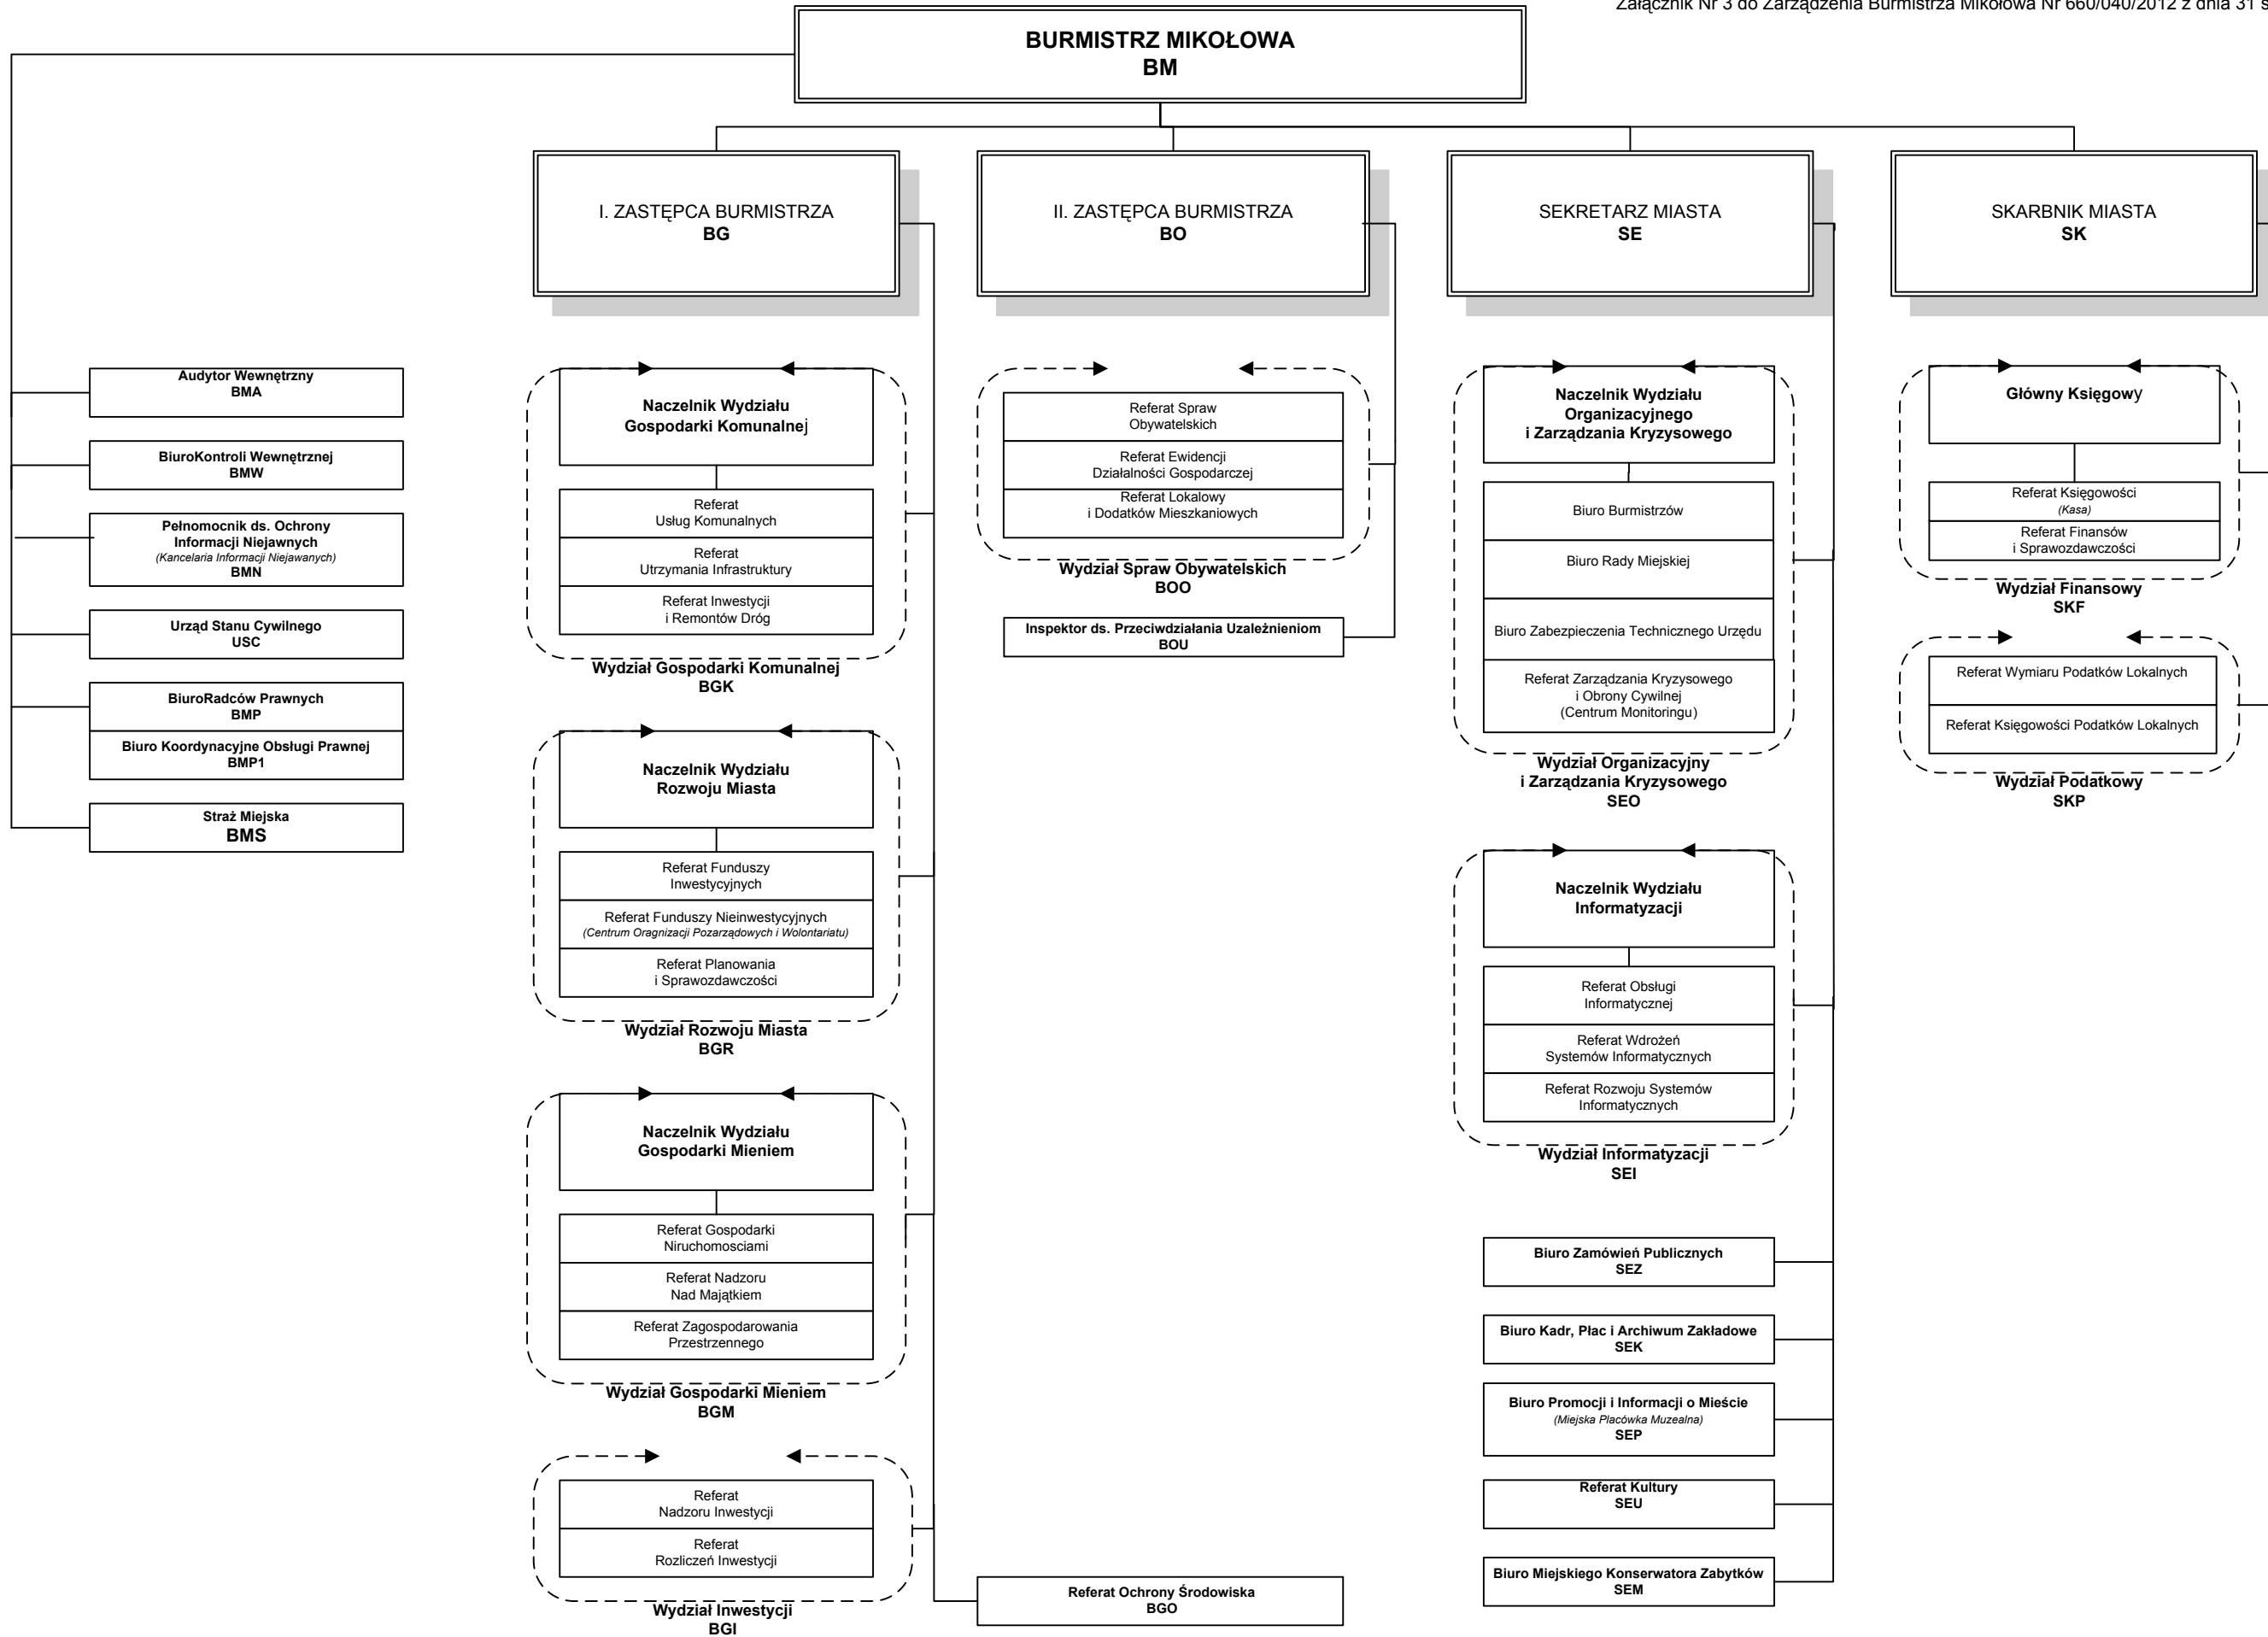 Załącznik Nr 3 do Zarządzenia Burmistrza Mikołowa Nr 660/040/2012 z dnia 31 s
BURMISTRZ MIKOŁOWA
BM
I. ZASTĘPCA BURMISTRZA
BG
II. ZASTĘPCA BURMISTRZA
BO
SEKRETARZ MIASTA
SE
SKARBNIK MIASTA
SK
Audytor Wewnętrzny
BMA
BiuroKontroli Wewnętrznej
BMW
Pełnomocnik ds. Ochrony
Informacji Niejawnych
(Kancelaria Informacji Niejawanych)
BMN
Urząd Stanu Cywilnego
USC
BiuroRadców Prawnych
BMP
Biuro Koordynacyjne Obsługi Prawnej
BMP1
Straż Miejska
BMS
Naczelnik Wydziału
Gospodarki Komunalnej
Referat
Usług Komunalnych
Referat
Utrzymania Infrastruktury
Referat Inwestycji
i Remontów Dróg
Wydział Gospodarki Komunalnej
BGK
Naczelnik Wydziału
Rozwoju Miasta
Referat Funduszy
Inwestycyjnych
Referat Funduszy Nieinwestycyjnych
(Centrum Oragnizacji Pozarządowych i Wolontariatu)
Referat Planowania
i Sprawozdawczości
Wydział Rozwoju Miasta
BGR
Naczelnik Wydziału
Gospodarki Mieniem
Referat Gospodarki
Niruchomosciami
Referat Nadzoru
Nad Majątkiem
Referat Zagospodarowania
Przestrzennego
Wydział Gospodarki Mieniem
BGM
Referat
Nadzoru Inwestycji
Referat
Rozliczeń Inwestycji
Wydział Inwestycji
BGI
Referat Spraw
Obywatelskich
Referat Ewidencji
Działalności Gospodarczej
Referat Lokalowy
i Dodatków Mieszkaniowych
Wydział Spraw Obywatelskich
BOO
Inspektor ds. Przeciwdziałania Uzależnieniom
BOU
Referat Ochrony Środowiska
BGO
Naczelnik Wydziału
Organizacyjnego
i Zarządzania Kryzysowego
Biuro Burmistrzów
Biuro Rady Miejskiej
Biuro Zabezpieczenia Technicznego Urzędu
Referat Zarządzania Kryzysowego
i Obrony Cywilnej
(Centrum Monitoringu)
Wydział Organizacyjny
i Zarządzania Kryzysowego
SEO
Naczelnik Wydziału
Informatyzacji
Referat Obsługi
Informatycznej
Referat Wdrożeń
Systemów Informatycznych
Referat Rozwoju Systemów
Informatycznych
Wydział Informatyzacji
SEI
Biuro Zamówień Publicznych
SEZ
Biuro Kadr, Płac i Archiwum Zakładowe
SEK
Biuro Promocji i Informacji o Mieście
(Miejska Placówka Muzealna)
SEP
Referat Kultury
SEU
Biuro Miejskiego Konserwatora Zabytków
SEM
Główny Księgowy
Referat Księgowości
(Kasa)
Referat Finansów
i Sprawozdawczości
Wydział Finansowy
SKF
Referat Wymiaru Podatków Lokalnych
Referat Księgowości Podatków Lokalnych
Wydział Podatkowy
SKP